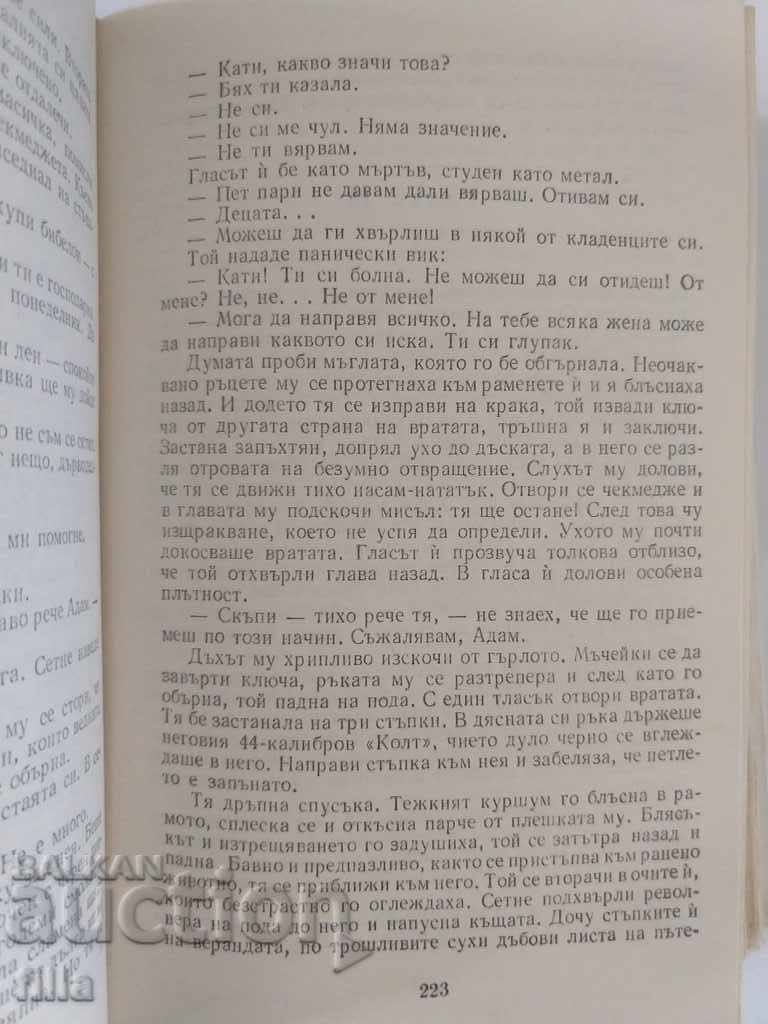 — Кати, какво значи това?
— Бях ти казала.
— Не си.
— Не си ме чул. Няма значение.
— Не ти вярвам.
Гласът ѝ бе като мъртъв, студен като метал.
— Пет пари не давам дали вярваш. Отивам си.
— Децата. . .
— Можеш да ги хвърлиш в някой от кладенците си.
Той нададе панически вик:
— Кати! Ти си болна. Не можеш да си отидеш! От
мене? Не, не. . . Не от мене!
— Мога да направя всичко. На тебе всяка жена може
да направи каквото си иска. Ти си глупак.
Думата проби мъглата, която го бе обгърнала. Неочак-
вано ръцете му се протегнаха към раменете ѝ и я блъснаха
назад. И додето тя се изправи на крака, той извади клю-
ча от другата страна на вратата, тръшна я и заключи.
Застана запъхтян, допрял ухо до дъската, а в него се раз-
ля отровата на безумно отвращение. Слухът му долови,
че тя се движи тихо насам-нататък. Отвори се чекмедже и
в главата му подскочи мисъл: тя ще остане! След това чу
изщракване, което не успя да определи. Ухото му почти
докосваше вратата. Гласът ѝ прозвуча толкова отблизо,
че той отхвърли глава назад. В гласа ѝ долови особена
плътност.
— Скъпи — тихо рече тя, — не знаех, че ще го прие-
меш по този начин. Съжалявам, Адам.
Дъхът му хрипливо изскочи от гърлото. Мъчейки се да
завърти ключа, ръката му се разтрепера и след като го
обърна, той падна на пода. С един тласък отвори вратата.
Тя бе застанала на три стъпки. В дясната си ръка държеше
неговия 44-калибров «Колт», чието дуло черно се вглеж-
даше в него. Направи стъпка към нея и забеляза, че петле-
то е запънато.
Тя дръпна спусъка. Тежкият куршум го блъсна в ра-
мото, сплеска се и откъсна парче от плешката му. Блясъ-
кът и изтрещяването го задушиха, той се затътра назад и
падна. Бавно и предпазливо, както се пристъпва към ранено
животно, тя се приближи към него. Той се вторачи в очите ѝ,
които безстрастно го оглеждаха. Сетне подхвърли револ-
вера на пода до него и напусна къщата. Дочу стъпките ѝ
на верандата, по трошливите сухи дъбови листа на пъте-
223
BALKAN
auction
filla